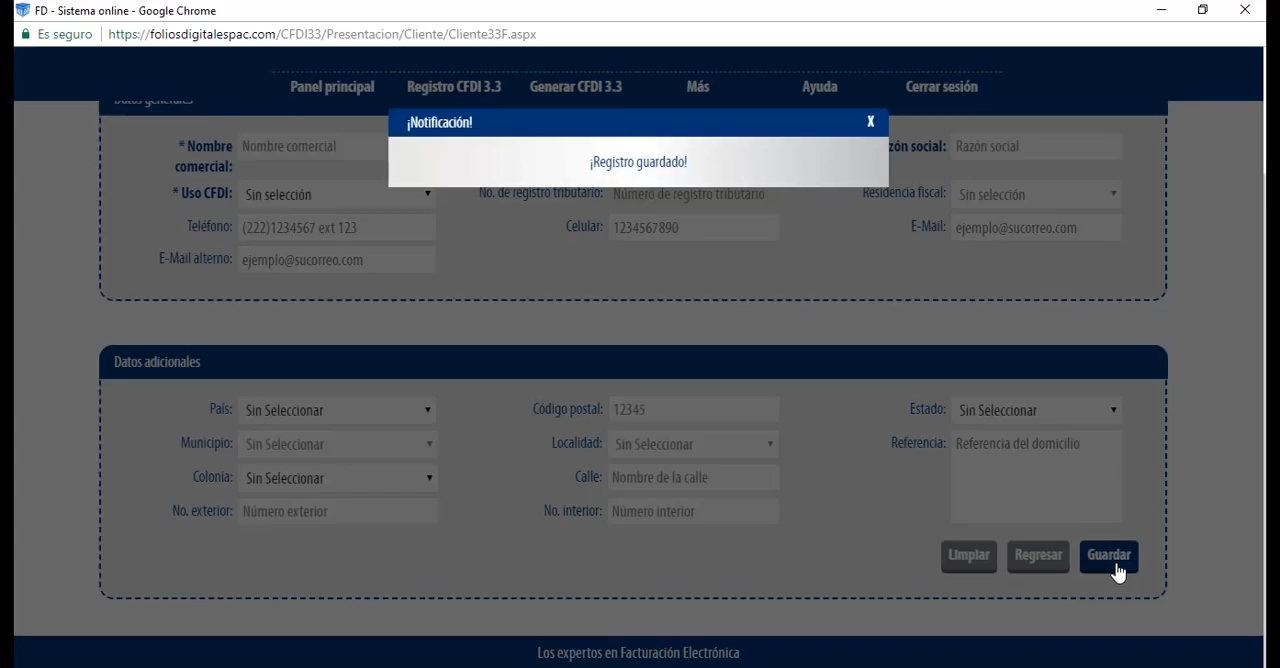 FD - Sistema online - Google Chrome
Es seguro | https://foliosdigitalespac.com/CFDI33/Presentacion/Cliente/Cliente33F.aspx
Panel principal Registro CFDI 3.3 Generar CFDI 3.3 Más Ayuda Cerrar sesión
Datos generales
¡Notificación! X
¡Registro guardado!
* Nombre comercial: Nombre comercial zón social: Razón social
* Uso CFDI: Sin selección No. de registro tributario: Número de registro tributario Residencia fiscal: Sin selección
Teléfono: (222)1234567 ext 123 Celular: 1234567890 E-Mail: ejemplo@sucorreo.com
E-Mail alterno: ejemplo@sucorreo.com
Datos adicionales
País: Sin Seleccionar Código postal: 12345 Estado: Sin Seleccionar
Municipio: Sin Seleccionar Localidad: Sin Seleccionar Referencia: Referencia del domicilio
Colonia: Sin Seleccionar Calle: Nombre de la calle
No. exterior: Número exterior No. interior: Número interior
Limpiar Regresar Guardar
Los expertos en Facturación Electrónica